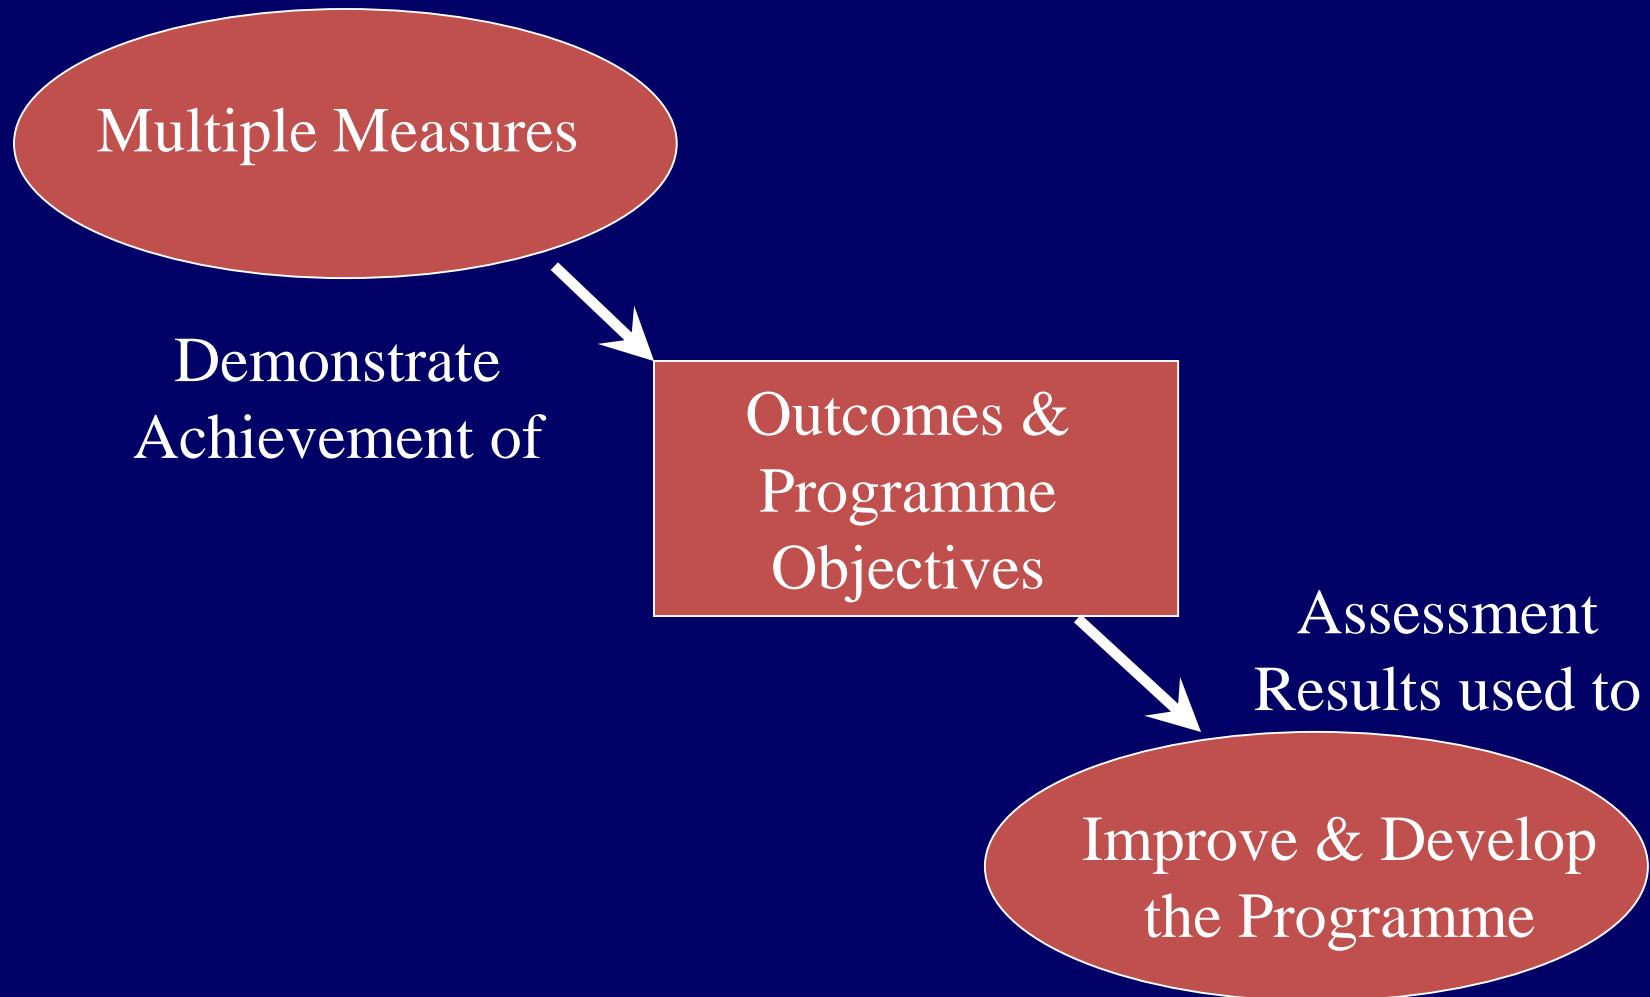 Multiple Measures
Demonstrate
Achievement of
Outcomes &
Programme
Objectives
Assessment
Results used to
Improve & Develop
the Programme